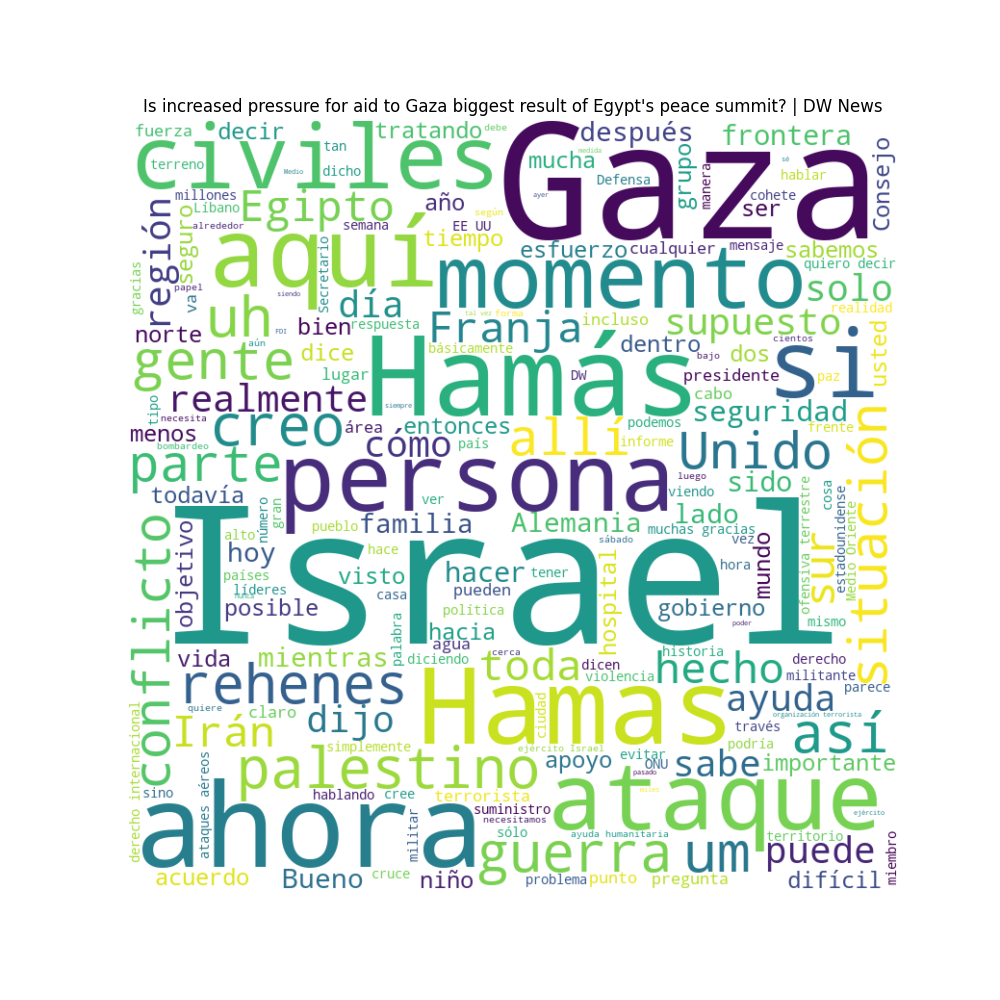 Is increased pressure for aid to Gaza biggest result of Egypt's peace summit? | DW News
fuerza
decir
tratando
debe
después
frontera
civiles
Gaza
terreno
Medio
tan
dicho
mucha
medida
Defensa
grupo
manera
sé
hablar
Consejo
millones
Líbano
Egipto
año
ayer
según
EE UU
cohete
ser
región
seguro
alrededor
semana
tiempo
esfuerzo
cualquier
mensaje
sabemos
aquí
secretario
momento
quiero decir
solo
gracias
papel
va
siendo
día
tal vez
forma
realidad
uh
FDI
bien
respuesta
Franja
incluso
supuesto
norte
aún
básicamente
dentro
cientos
si
usted
gente
dice
Hamás
bajo
dos
lugar
DW
presidente
paz
tipo
necesita
realmente
siempre
cabo
seguridad
menos
creo
área
entonces
podemos
frente
bombardeo
cómo
país
allí
informe
Unido
situación
parte
persona
luego
sido
todavía
ver
viendo
cosa
número
gran
pueblo
familia
Alemania
lado
muchas gracias
ofensiva terrestre
estadounidense
Medio Oriente
sur
conflicto
objetivo
alto
hoy
hace
sábado
vez
hora
mundo
Israel
países
líderes
nunca
visto
casa
hacer
tener
pueden
hospital
posible
política
gobierno
mismo
palabra
hacia
agua
poder
vida
mientras
diciendo
cerca
toda
dicen
violencia
historia
hecho
derecho
militante
parece
rehenes
Hamas
ciudad
ayuda
quiere
claro
dijo
organización terrorista
través
Irán
simplemente
ejército Israel
evitar
podría
así
derecho internacional
palestino
apoyo
ONU
sabe
importante
pasado
sino
ataques aéreos
hablando
cree
terrorista
suministro
necesitamos
ataque
miles
ejército
ahora
militar
sólo
ayuda humanitaria
territorio
guerra
um
puede
miembro
acuerdo
Bueno
cruce
niño
problema
punto
pregunta
difícil